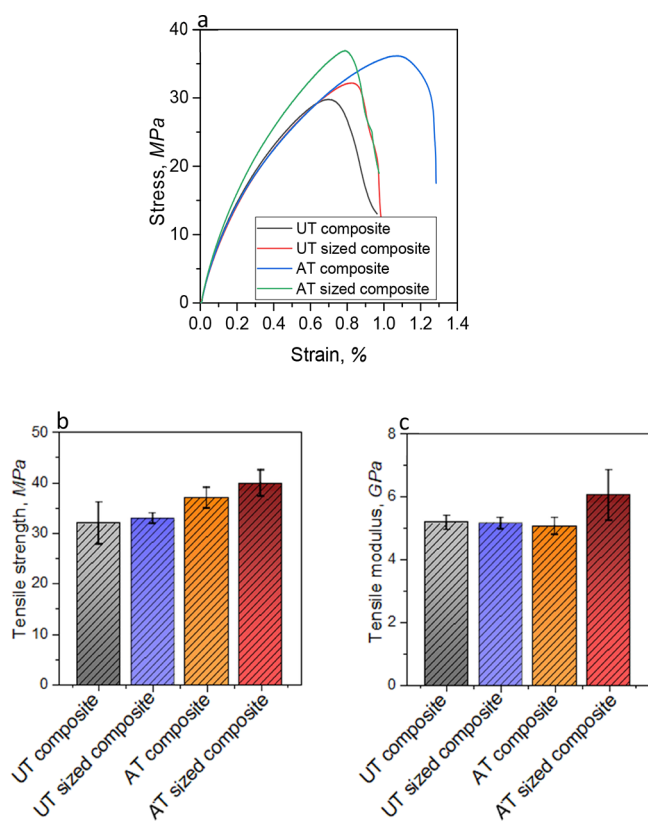 a
40
30
20
10
0
Stress, MPa
UT composite
UT sized composite
AT composite
AT sized composite
0.0 0.2 0.4 0.6 0.8 1.0 1.2 1.4
Strain, %
b
50
40
30
20
10
0
Tensile strength, MPa
UT composite
UT sized composite
AT composite
AT sized composite
c
8
6
4
2
0
Tensile modulus, GPa
UT composite
UT sized composite
AT composite
AT sized composite